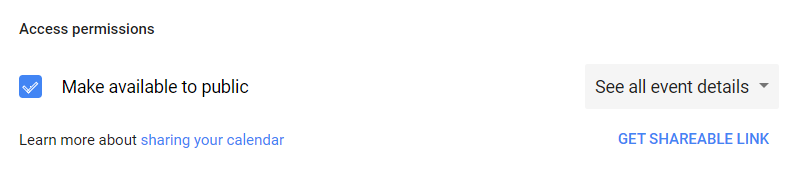 Access permissions
Make available to public See all event details
Learn more about sharing your calendar GET SHAREABLE LINK